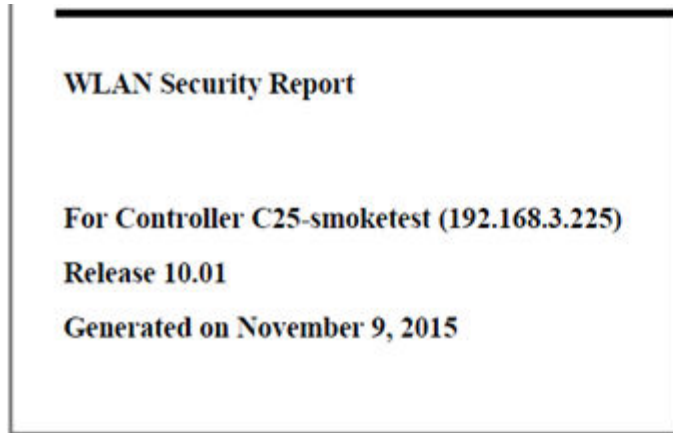 WLAN Security Report
For Controller C25-smoketest (192.168.3.225)
Release 10.01
Generated on November 9, 2015